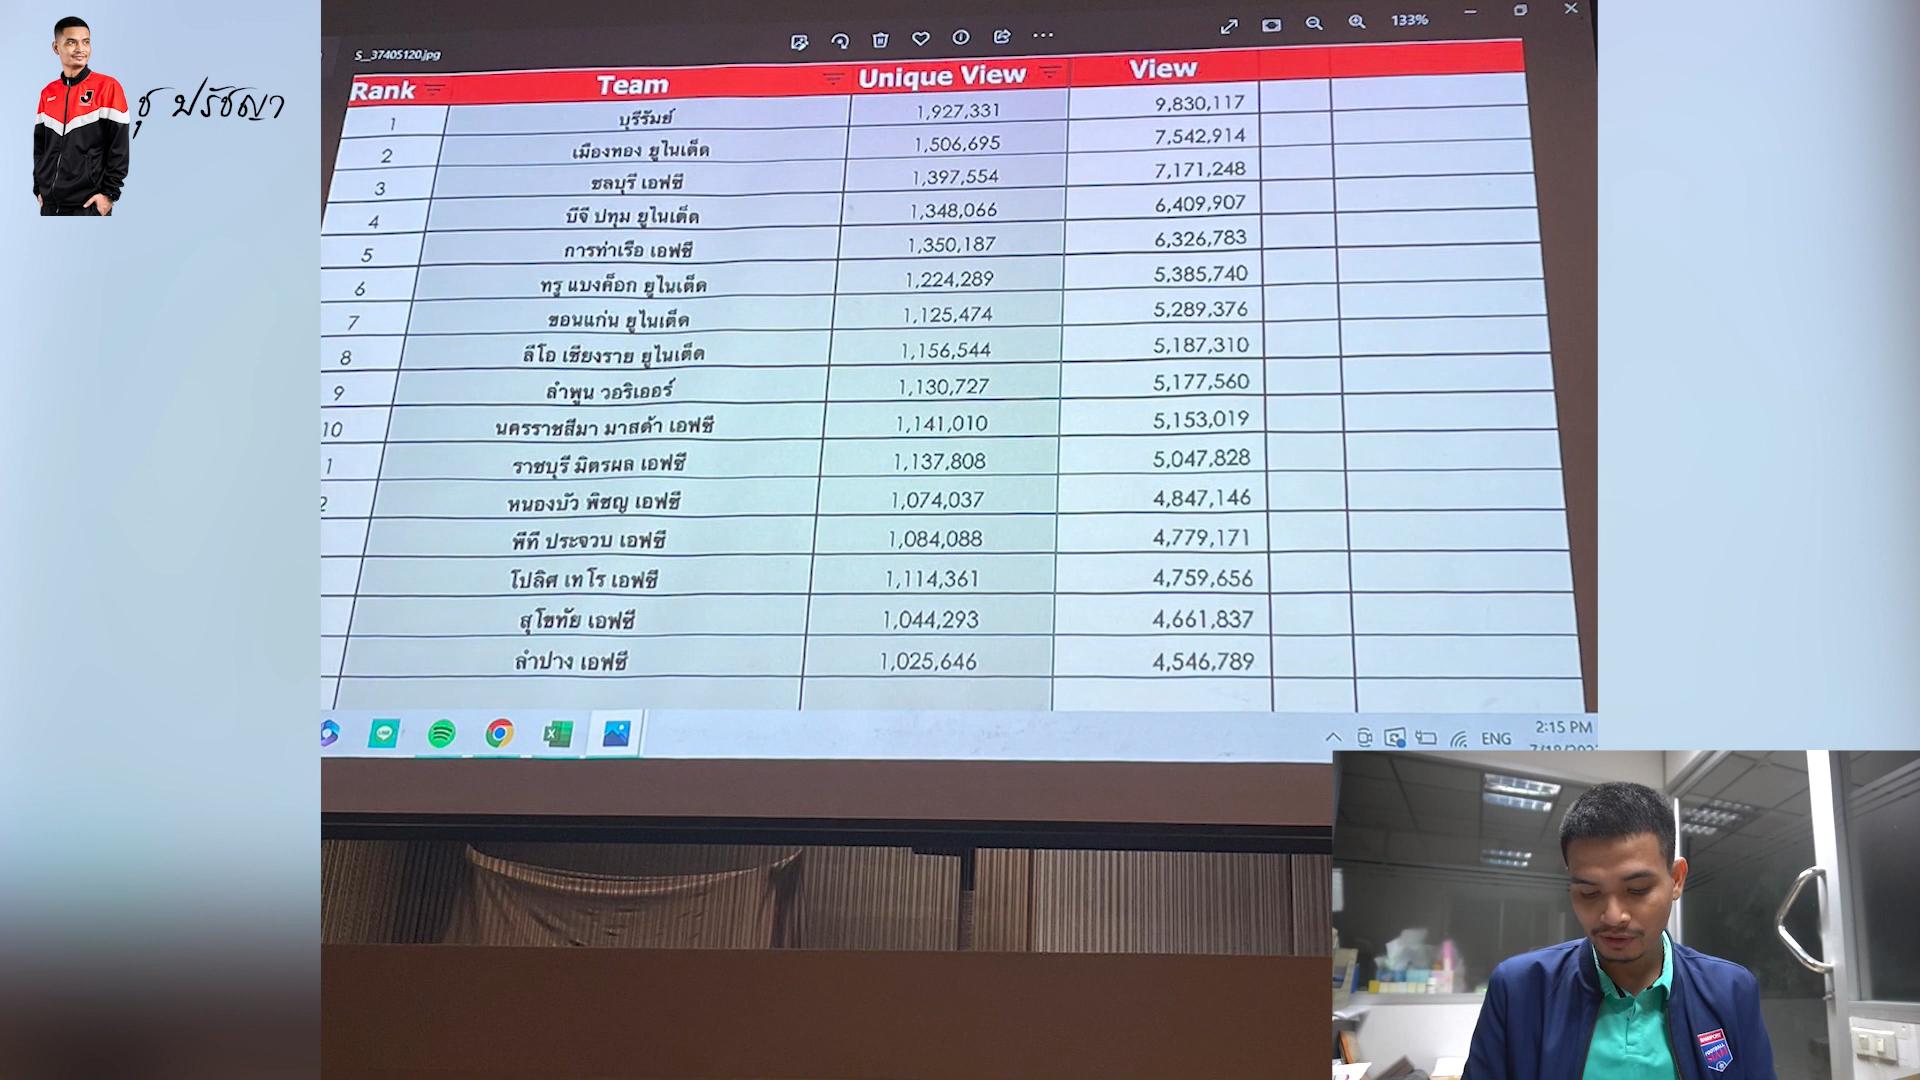 ชุ ปรัชญา
S__37405120.jpg
133%
Rank Team Unique View View
1 บุรีรัมย์ 1,927,331 9,830,117
2 เมืองทอง ยูไนเต็ด 1,506,695 7,542,914
3 ชลบุรี เอฟซี 1,397,554 7,171,248
4 บีจี ปทุม ยูไนเต็ด 1,348,066 6,409,907
5 การท่าเรือ เอฟซี 1,350,187 6,326,783
6 ทรู แบงค็อก ยูไนเต็ด 1,224,289 5,385,740
7 ขอนแก่น ยูไนเต็ด 1,125,474 5,289,376
8 ลีโอ เชียงราย ยูไนเต็ด 1,156,544 5,187,310
9 ลำพูน วอริเออร์ 1,130,727 5,177,560
10 นครราชสีมา มาสด้า เอฟซี 1,141,010 5,153,019
1 ราชบุรี มิตรผล เอฟซี 1,137,808 5,047,828
2 หนองบัว พิชญ เอฟซี 1,074,037 4,847,146
พีที ประจวบ เอฟซี 1,084,088 4,779,171
โปลิศ เทโร เอฟซี 1,114,361 4,759,656
สุโขทัย เอฟซี 1,044,293 4,661,837
ลำปาง เอฟซี 1,025,646 4,546,789
ENG
2:15 PM